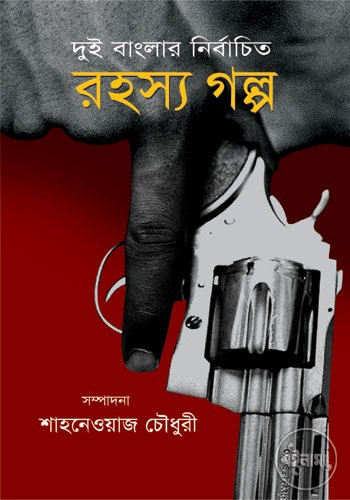 দুই বাংলার নির্বাচিত
রহস্য গল্প
সম্পাদনা
শাহনেওয়াজ চৌধুরী